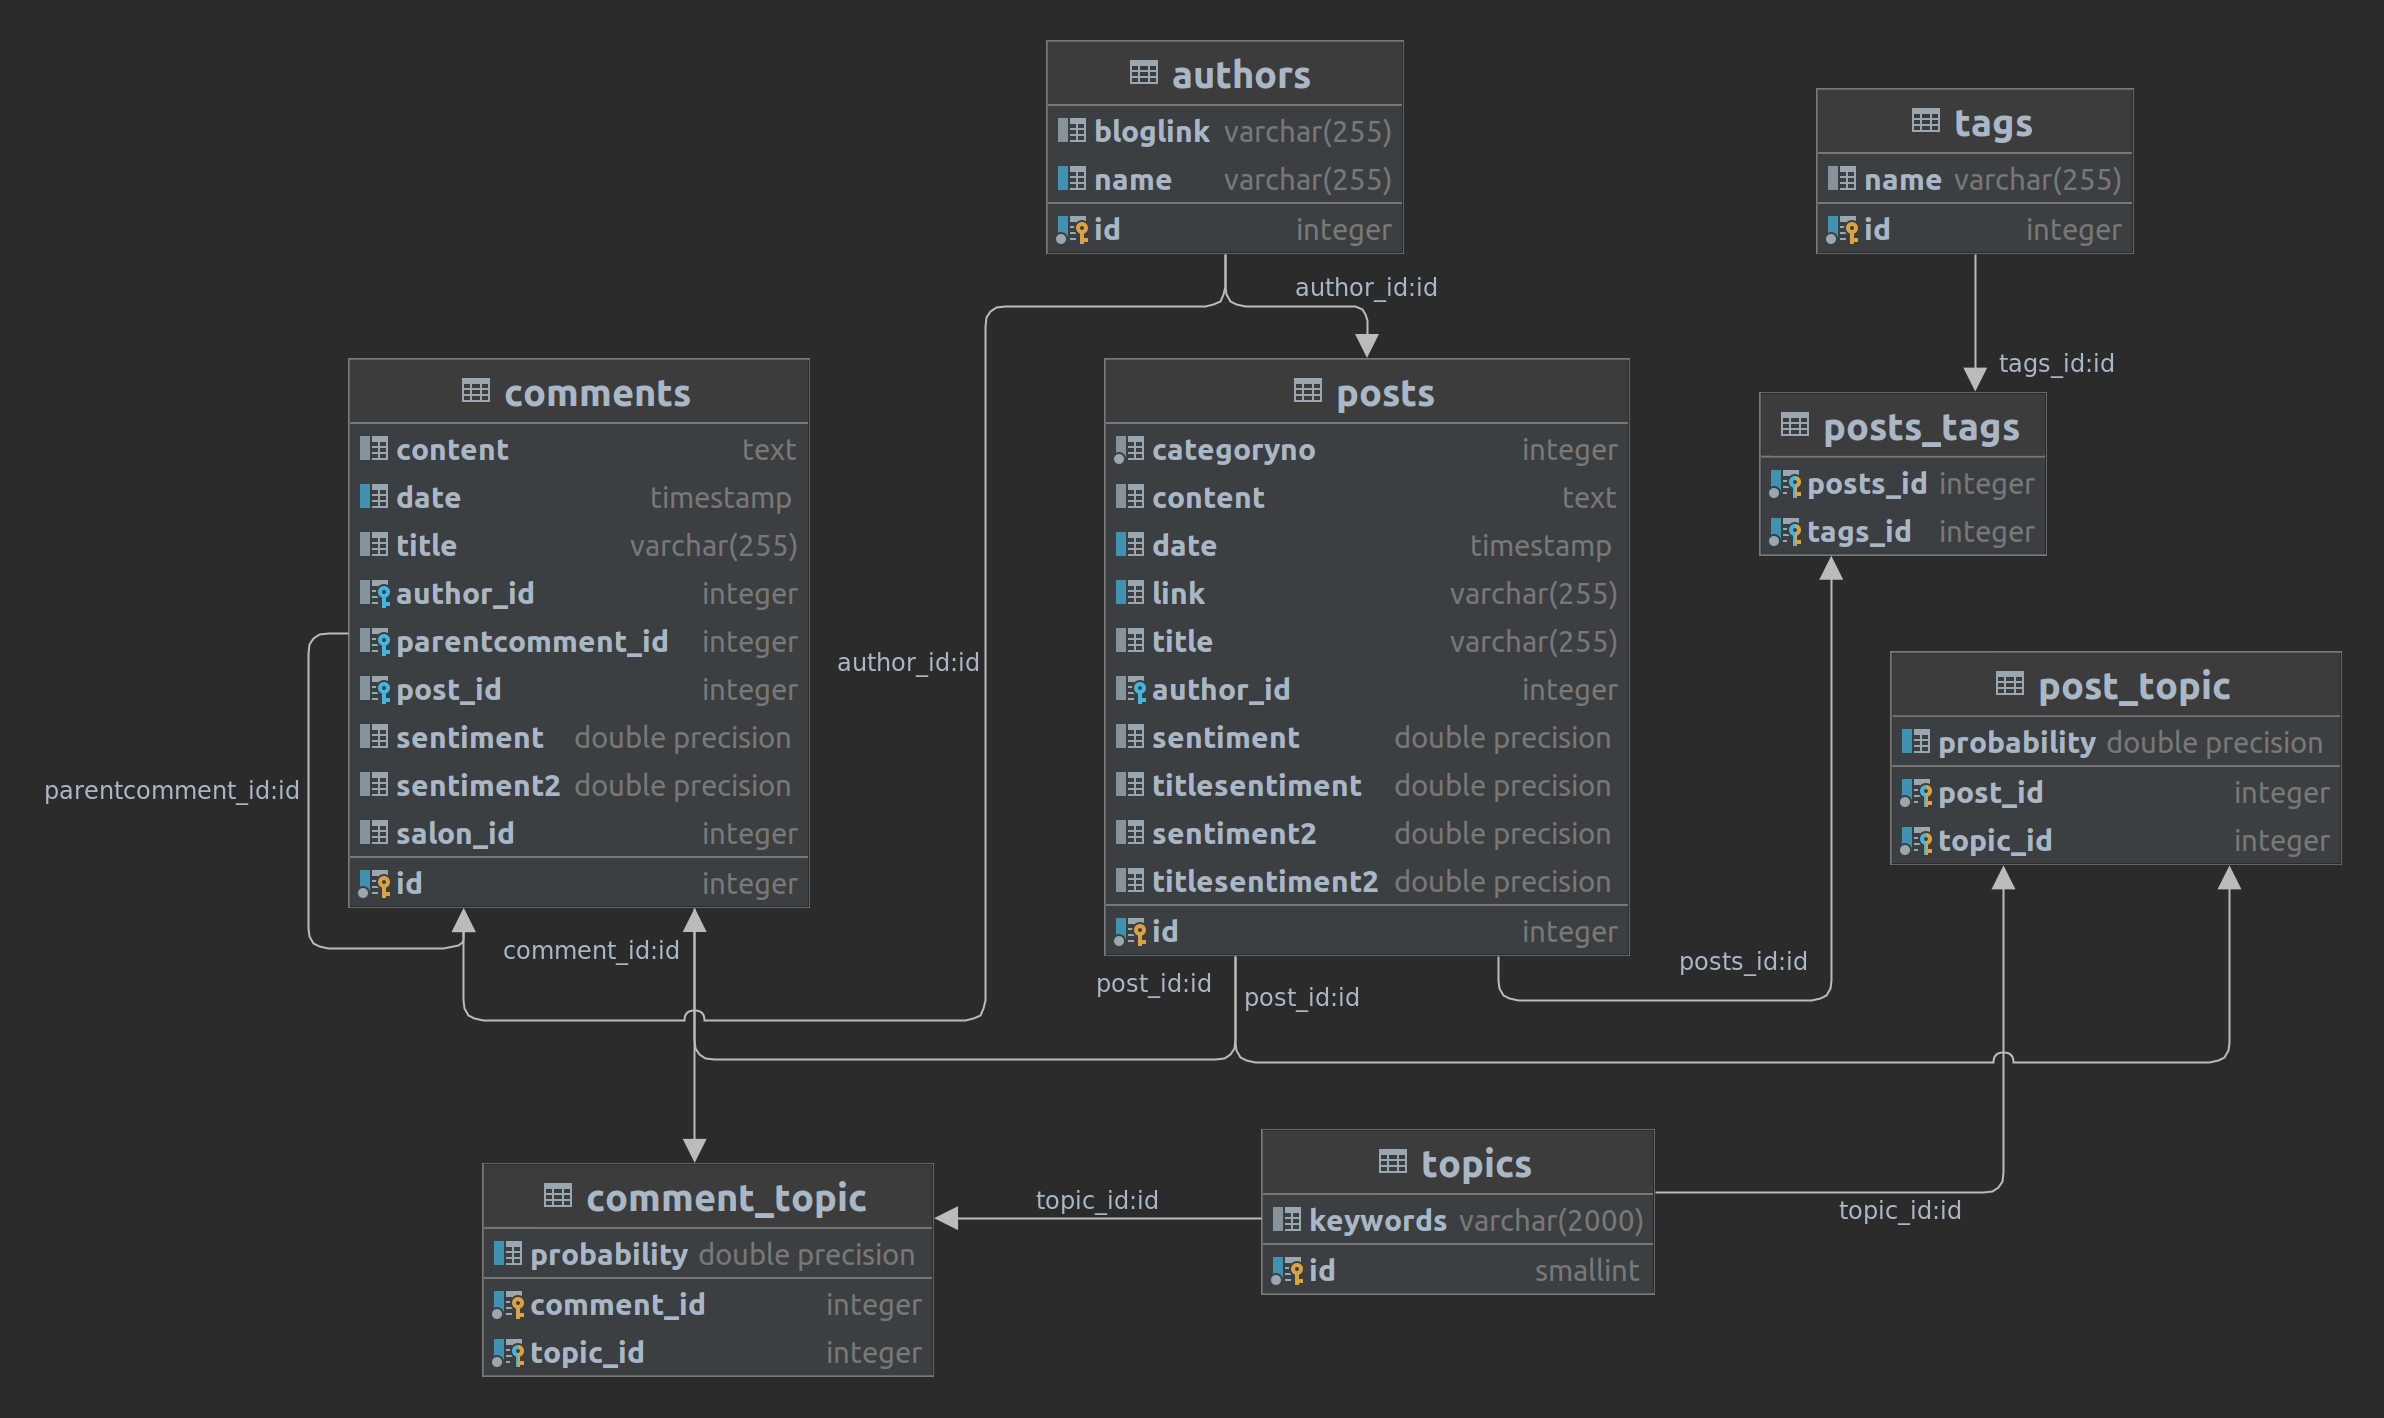 authors
bloglink varchar(255)
name varchar(255)
id integer
tags
name varchar(255)
id integer
author_id:id
tags_id:id
comments
content text
date timestamp
title varchar(255)
author_id integer
parentcomment_id integer
post_id integer
sentiment double precision
sentiment2 double precision
salon_id integer
id integer
author_id:id
parentcomment_id:id
posts
categoryno integer
content text
date timestamp
link varchar(255)
title varchar(255)
author_id integer
sentiment double precision
titlesentiment double precision
sentiment2 double precision
titlesentiment2 double precision
id integer
posts_tags
posts_id integer
tags_id integer
post_topic
probability double precision
post_id integer
topic_id integer
comment_id:id
post_id:id
post_id:id
posts_id:id
comment_topic
probability double precision
comment_id integer
topic_id integer
topic_id:id
topics
keywords varchar(2000)
id smallint
topic_id:id